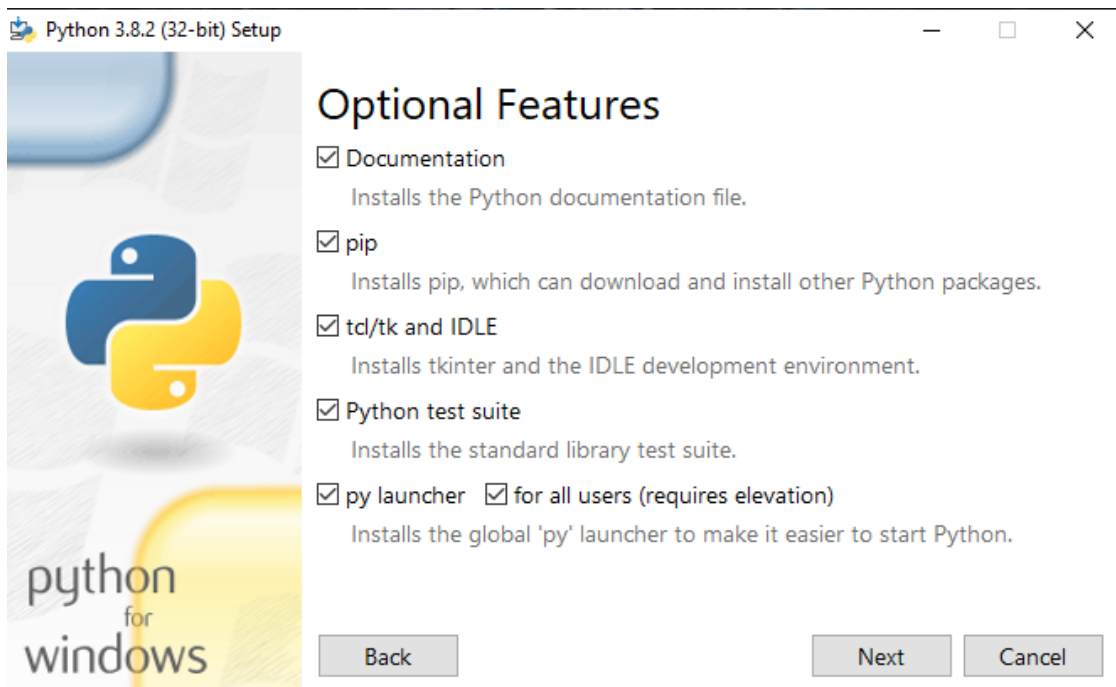 Python 3.8.2 (32-bit) Setup
Optional Features
Documentation
Installs the Python documentation file.
pip
Installs pip, which can download and install other Python packages.
tcl/tk and IDLE
Installs tkinter and the IDLE development environment.
Python test suite
Installs the standard library test suite.
py launcher for all users (requires elevation)
Installs the global 'py' launcher to make it easier to start Python.
python
for
windows
Back Next Cancel